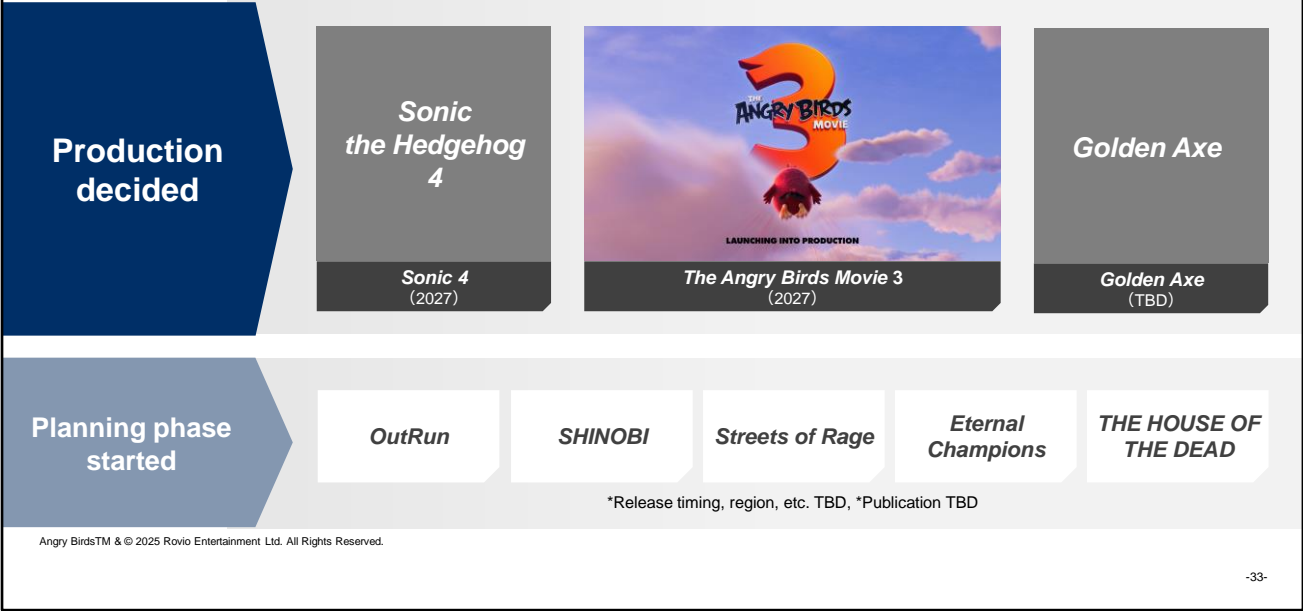 Production
decided
Sonic
the Hedgehog
4
Sonic 4
（2027）
3
THE
ANGRY BIRDS
MOVIE
LAUNCHING INTO PRODUCTION
The Angry Birds Movie 3
（2027）
Golden Axe
Golden Axe
（TBD）
Planning phase
started
OutRun
SHINOBI
Streets of Rage
Eternal
Champions
THE HOUSE OF
THE DEAD
*Release timing, region, etc. TBD, *Publication TBD
Angry BirdsTM & © 2025 Rovio Entertainment Ltd. All Rights Reserved.
-33-